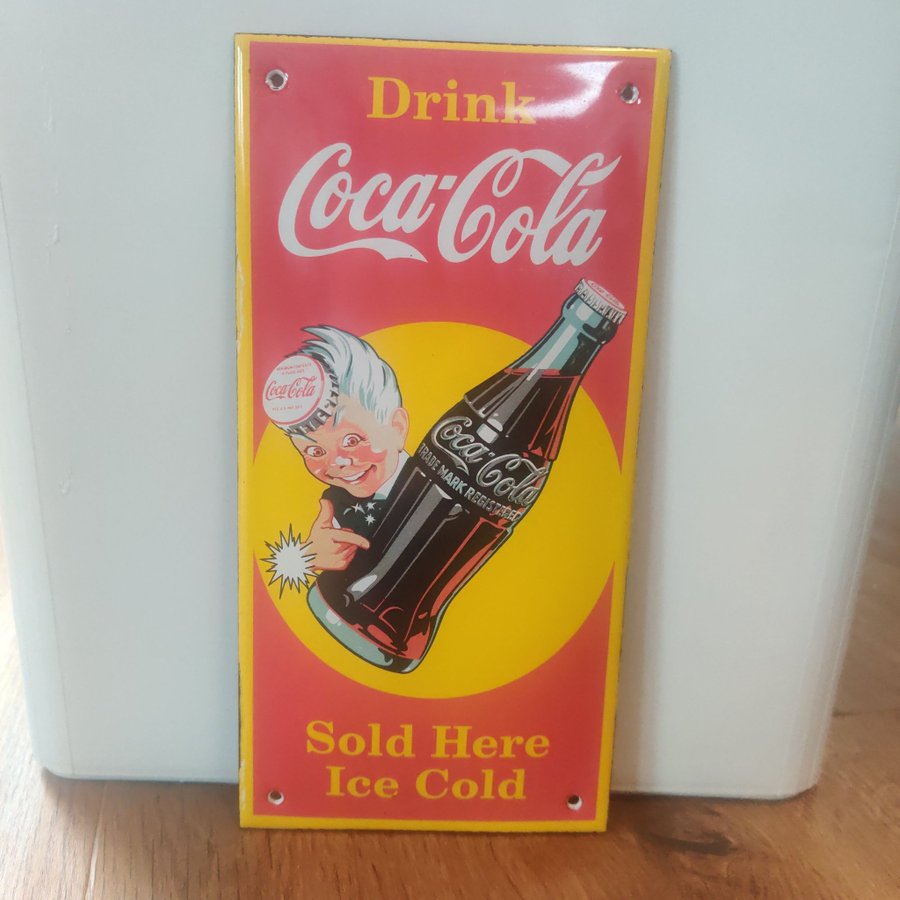 Drink
Coca-Cola
Coca-Cola
Coca-Cola
TRADE MARK REGISTERED
Sold Here
Ice Cold